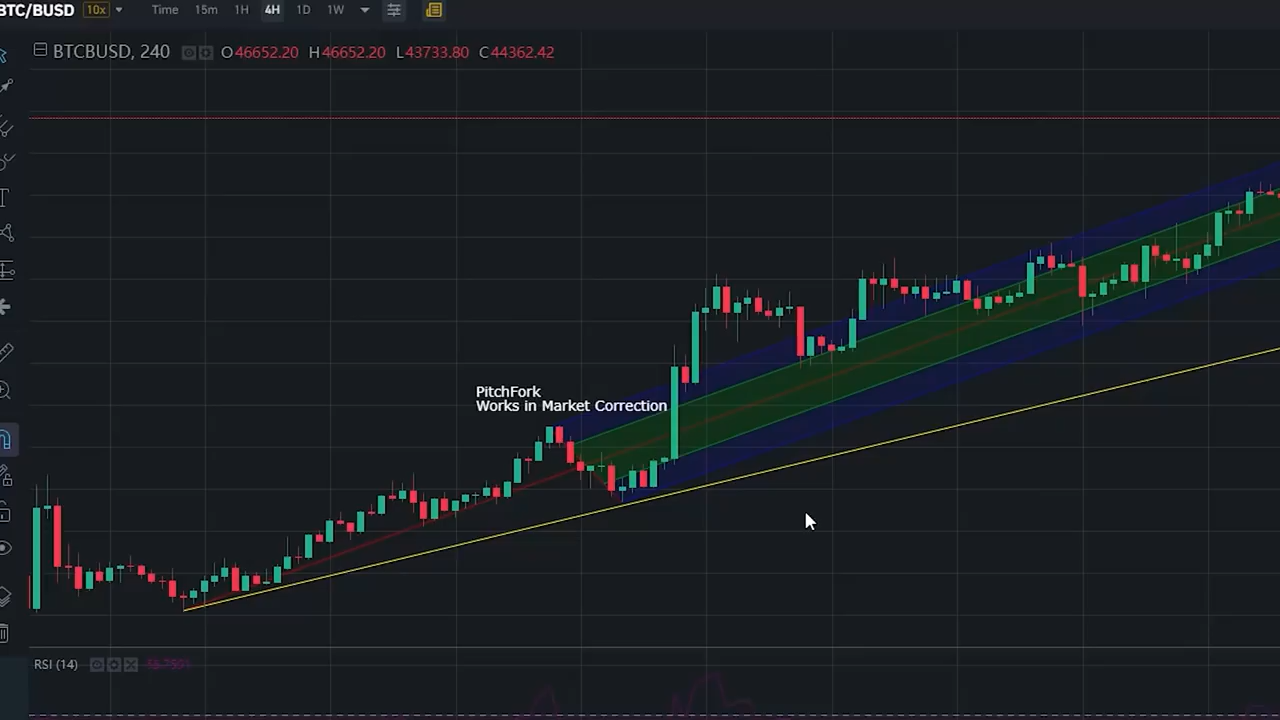 BTC/BUSD 10x Time 15m 1H 4H 1D 1W
BTCBUSD, 240 O46652.20 H46652.20 L43733.80 C44362.42
PitchFork
Works in Market Correction
RSI (14)